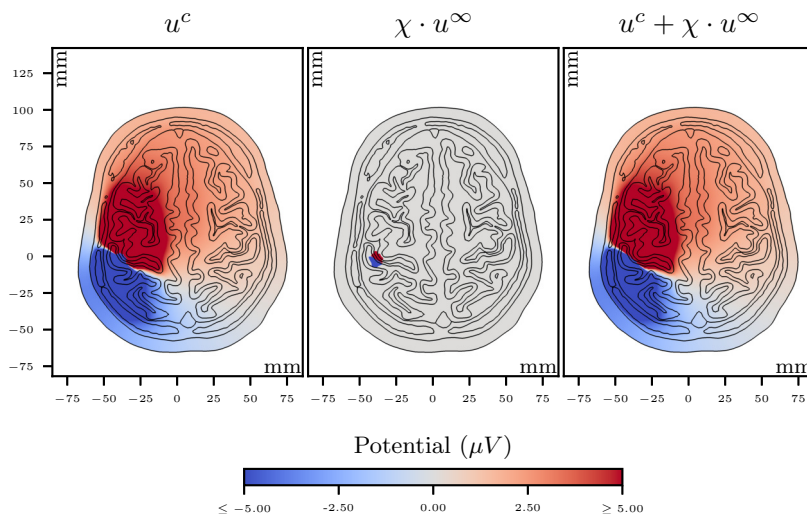 u^c χ · u^∞ u^c + χ · u^∞
mm mm mm
125
100
75
50
25
0
−25
−50
−75
mm mm mm
−75 −50 −25 0 25 50 75 −75 −50 −25 0 25 50 75 −75 −50 −25 0 25 50 75
Potential (μV)
≤ −5.00 -2.50 0.00 2.50 ≥ 5.00